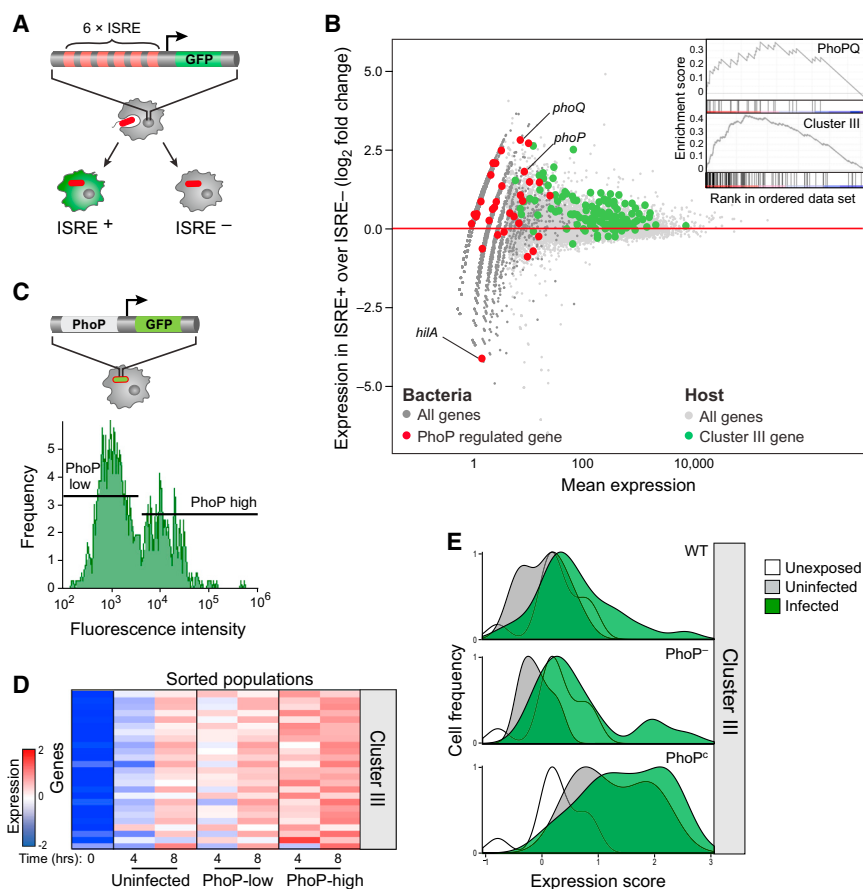 A
6 × ISRE
GFP
ISRE +
ISRE –
B
Expression in ISRE+ over ISRE– (log2 fold change)
5.0
2.5
0.0
–2.5
–5.0
phoQ
phoP
hilA
Bacteria
All genes
PhoP regulated gene
Host
All genes
Cluster III gene
1
100
10,000
Mean expression
Enrichment score
0.3
0.2
0.1
0
PhoPQ
0.4
0.3
0.2
0.1
0
Cluster III
Rank in ordered data set
C
PhoP
GFP
Frequency
5
4
3
2
1
0
PhoP low
PhoP high
10^2
10^3
10^4
10^5
10^6
Fluorescence intensity
D
Sorted populations
Expression
2
0
-2
Genes
Cluster III
Time (hrs): 0 4 8 4 8 4 8
Uninfected PhoP-low PhoP-high
E
Cell frequency
1
0
WT
1
0
PhoP–
1
0
PhoPc
-1 0 1 2 3
Expression score
Cluster III
Unexposed
Uninfected
Infected